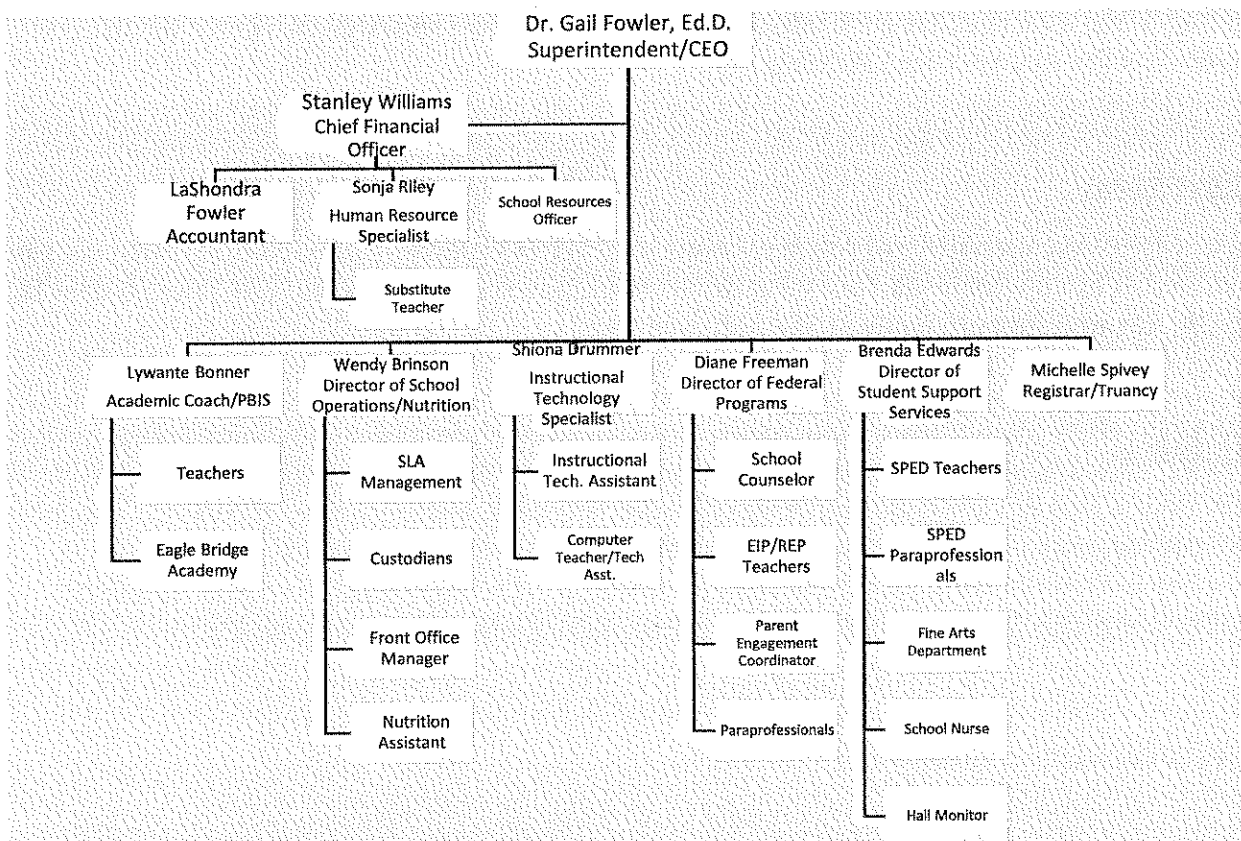 Dr. Gail Fowler, Ed.D.
Superintendent/CEO
Stanley Williams
Chief Financial
Officer
LaShondra
Fowler
Accountant
Sonja Riley
Human Resource
Specialist
School Resources
Officer
Substitute
Teacher
Lywante Bonner
Academic Coach/PBIS
Wendy Brinson
Director of School
Operations/Nutrition
Shiona Drummer
Instructional
Technology
Specialist
Diane Freeman
Director of Federal
Programs
Brenda Edwards
Director of
Student Support
Services
Michelle Spivey
Registrar/Truancy
Teachers
Eagle Bridge
Academy
SLA
Management
Custodians
Front Office
Manager
Nutrition
Assistant
Instructional
Tech. Assistant
Computer
Teacher/Tech
Asst.
School
Counselor
EIP/REP
Teachers
Parent
Engagement
Coordinator
Paraprofessionals
SPED Teachers
SPED
Paraprofession
als
Fine Arts
Department
School Nurse
Hall Monitor